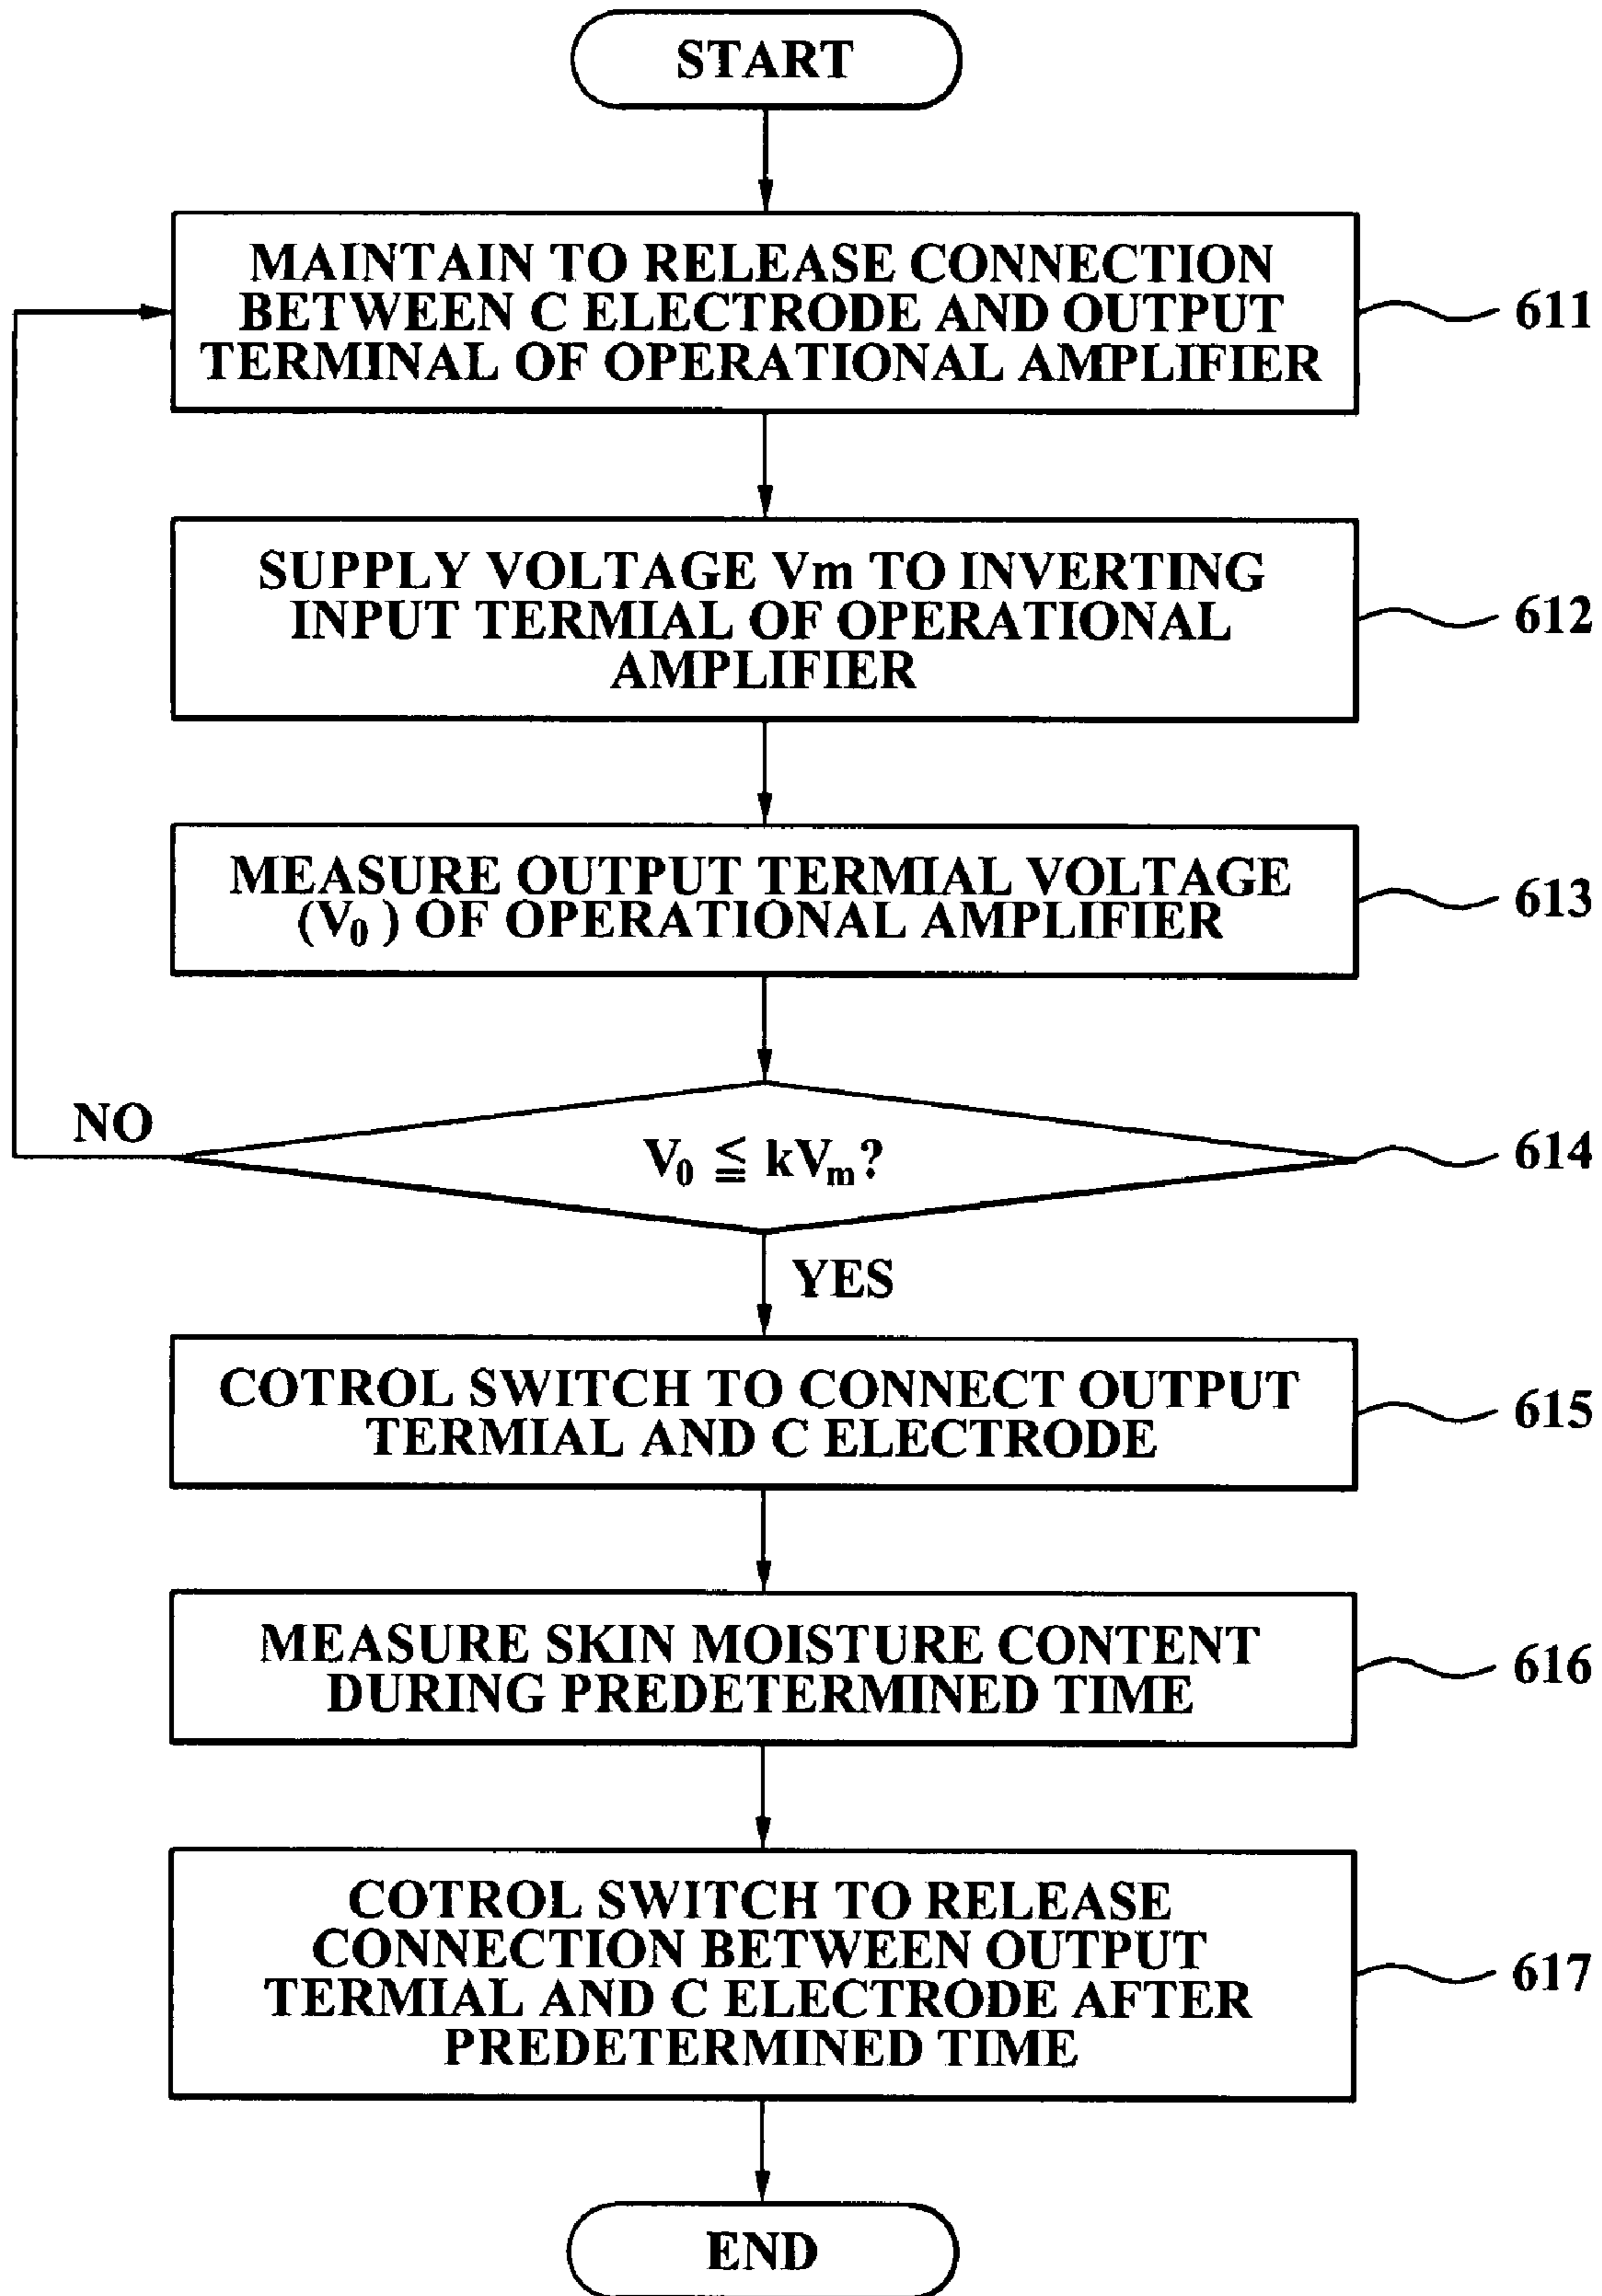 START
MAINTAIN TO RELEASE CONNECTION
BETWEEN C ELECTRODE AND OUTPUT
TERMINAL OF OPERATIONAL AMPLIFIER
611
SUPPLY VOLTAGE Vm TO INVERTING
INPUT TERMIAL OF OPERATIONAL
AMPLIFIER
612
MEASURE OUTPUT TERMIAL VOLTAGE
(V₀ ) OF OPERATIONAL AMPLIFIER
613
NO
V₀ ≦ kVₘ?
614
YES
COTROL SWITCH TO CONNECT OUTPUT
TERMIAL AND C ELECTRODE
615
MEASURE SKIN MOISTURE CONTENT
DURING PREDETERMINED TIME
616
COTROL SWITCH TO RELEASE
CONNECTION BETWEEN OUTPUT
TERMIAL AND C ELECTRODE AFTER
PREDETERMINED TIME
617
END